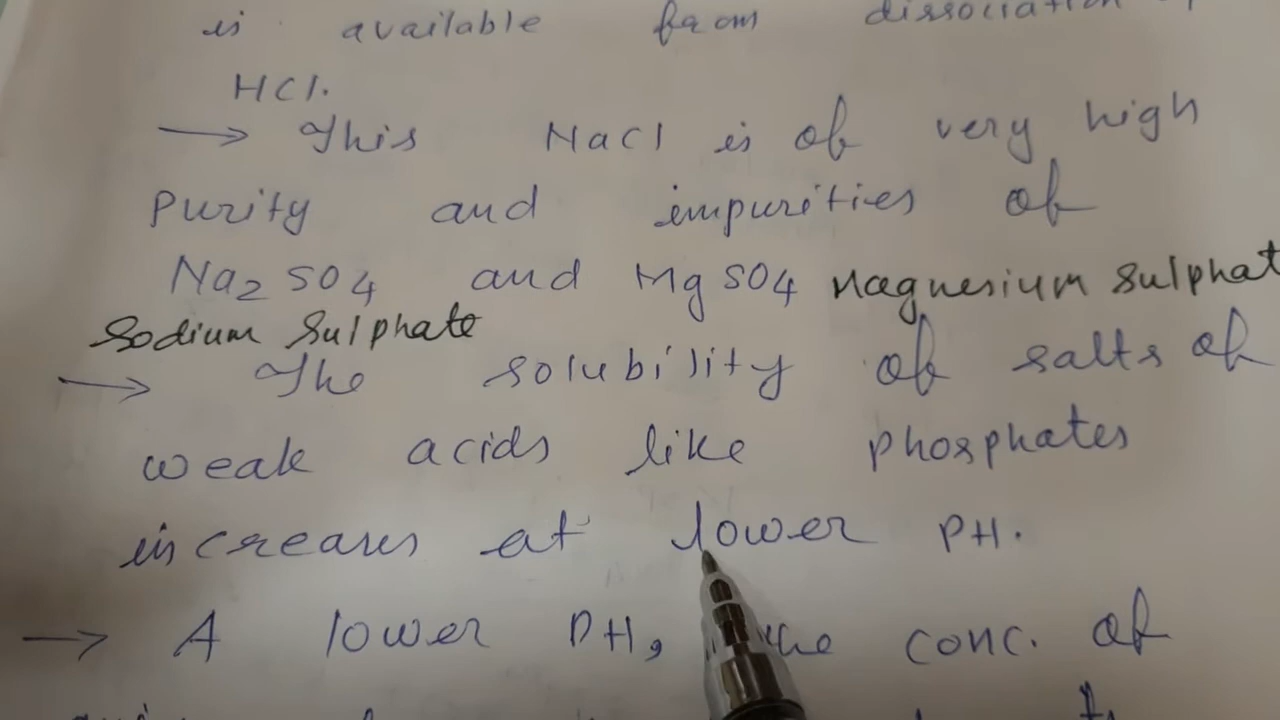 is available from dissociation
HCl.
→ This NaCl is of very high
Purity and impurities of
Na2SO4 and MgSO4 Magnesium Sulphat
Sodium Sulphate
→ The solubility of salts of
weak acids like phosphates
increases at lower PH.
→ A lower PH, the conc. of